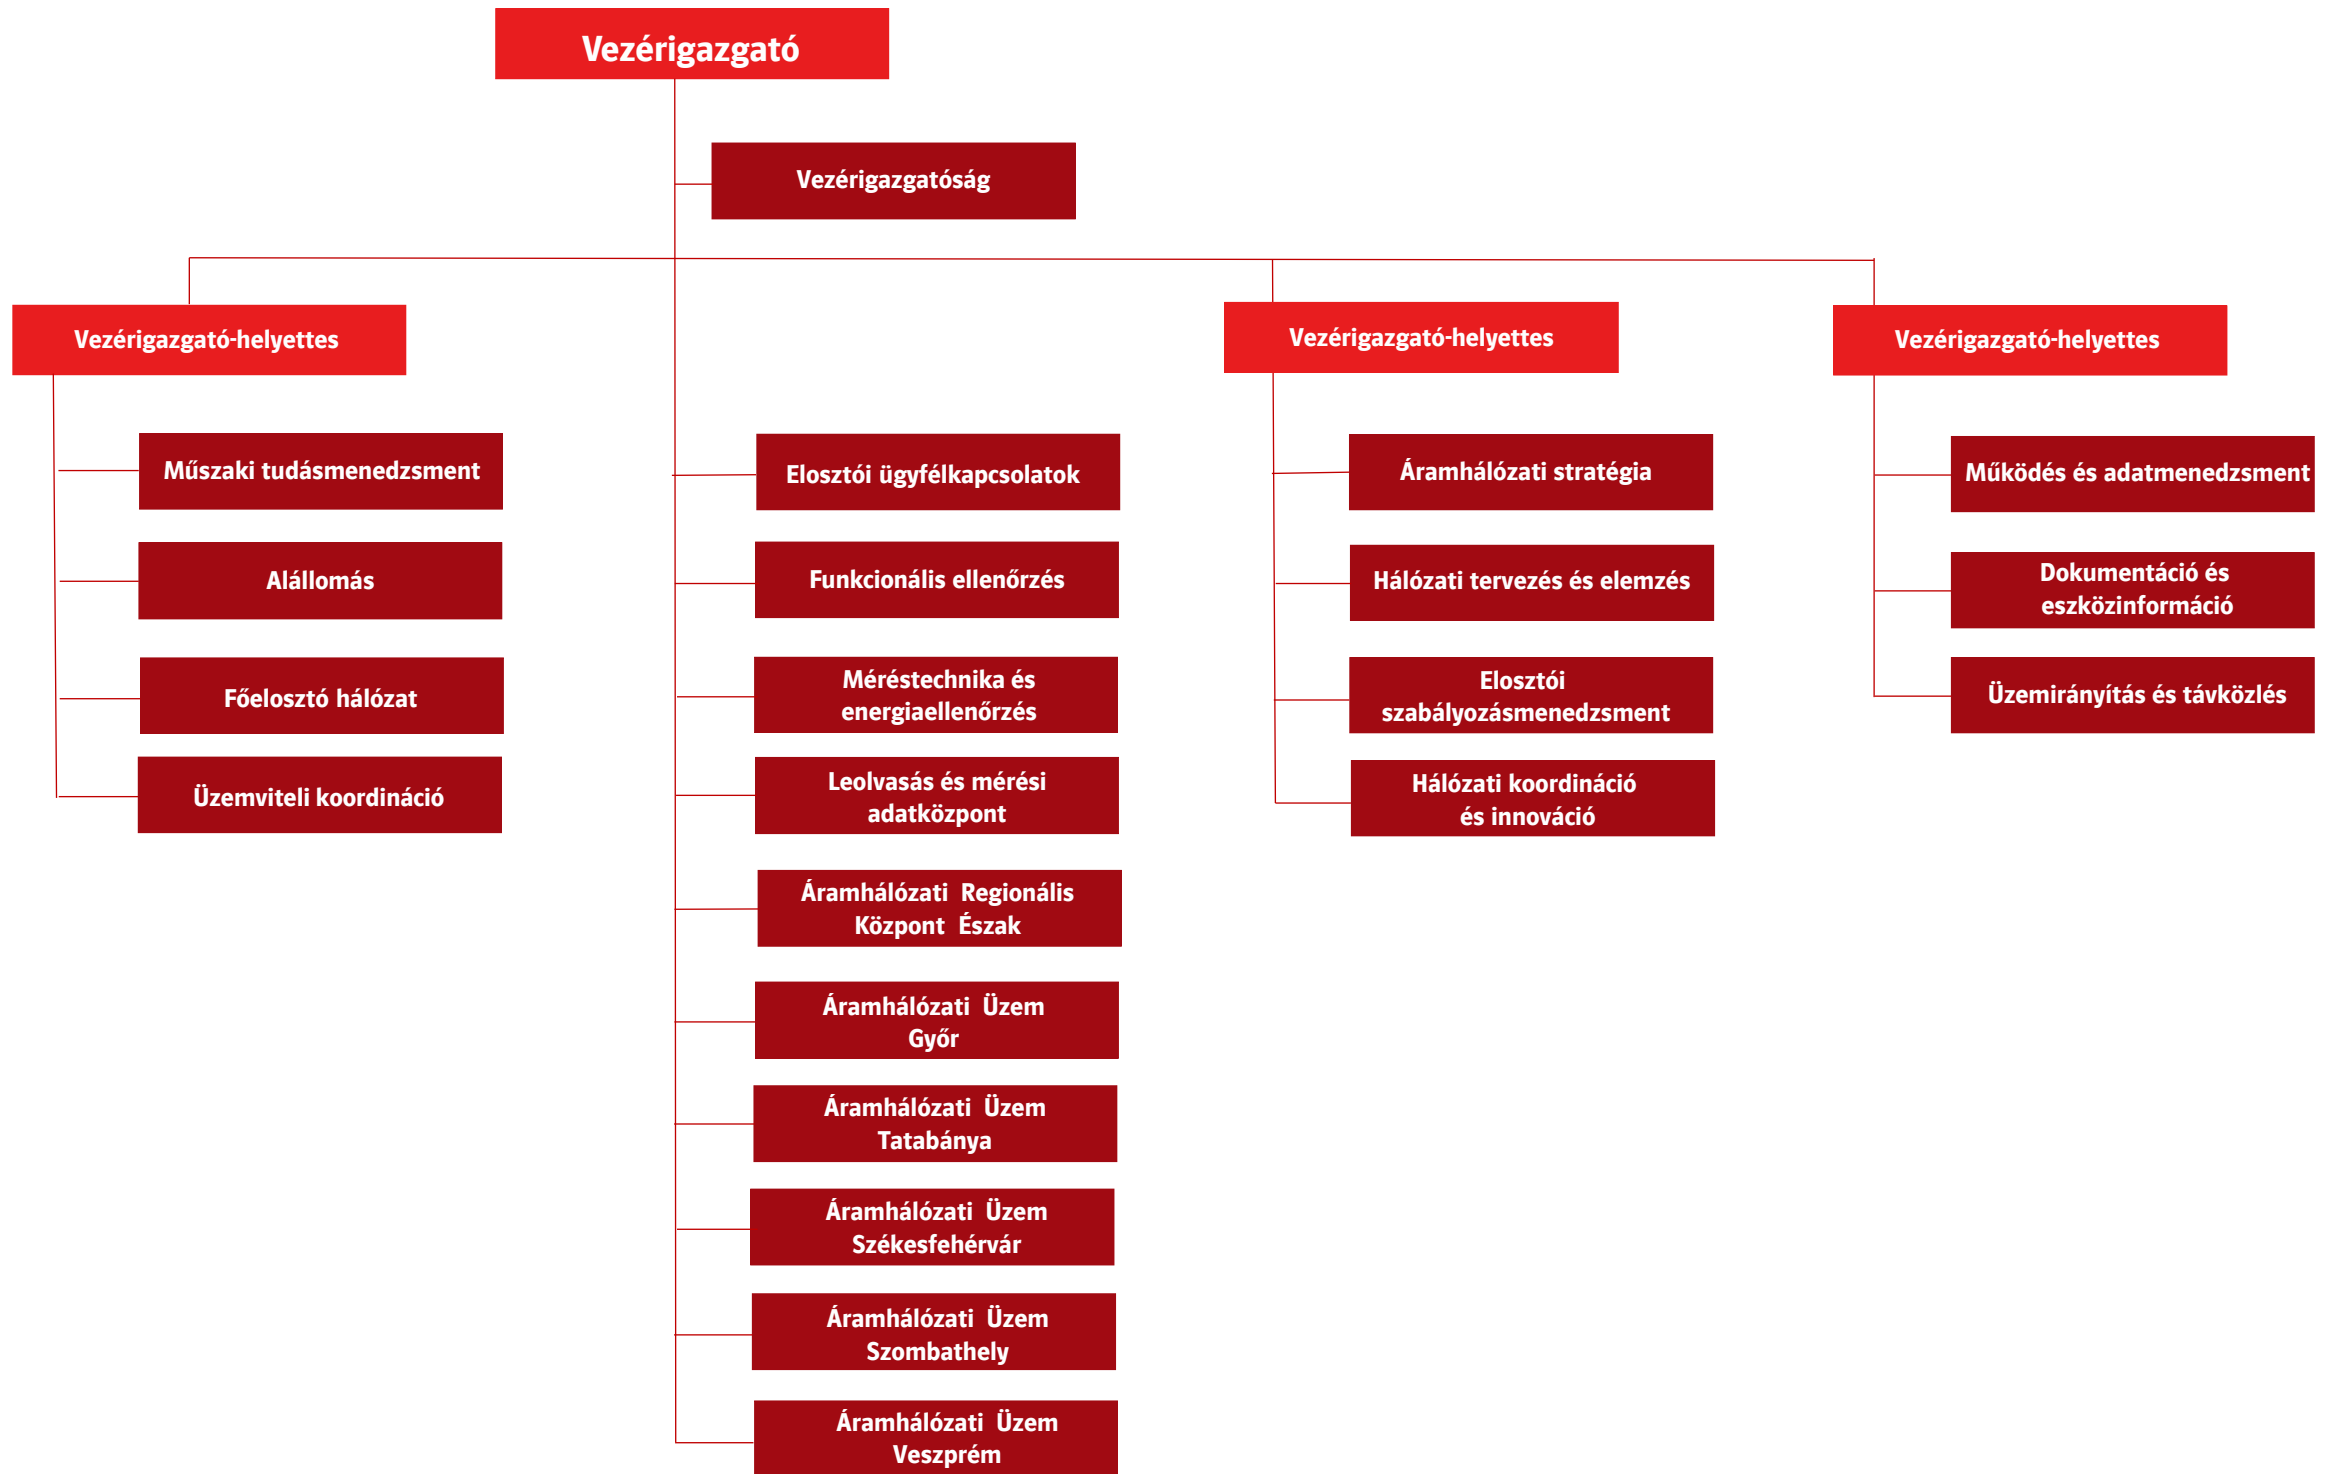 Vezérigazgató
Vezérigazgatóság
Vezérigazgató-helyettes
Műszaki tudásmenedzsment
Alállomás
Főelosztó hálózat
Üzemviteli koordináció
Elosztói ügyfélkapcsolatok
Funkcionális ellenőrzés
Méréstechnika és
energiaellenőrzés
Leolvasás és mérési
adatközpont
Áramhálózati Regionális
Központ Észak
Áramhálózati Üzem
Győr
Áramhálózati Üzem
Tatabánya
Áramhálózati Üzem
Székesfehérvár
Áramhálózati Üzem
Szombathely
Áramhálózati Üzem
Veszprém
Vezérigazgató-helyettes
Áramhálózati stratégia
Hálózati tervezés és elemzés
Elosztói
szabályozásmenedzsment
Hálózati koordináció
és innováció
Vezérigazgató-helyettes
Működés és adatmenedzsment
Dokumentáció és
eszközinformáció
Üzemirányítás és távközlés